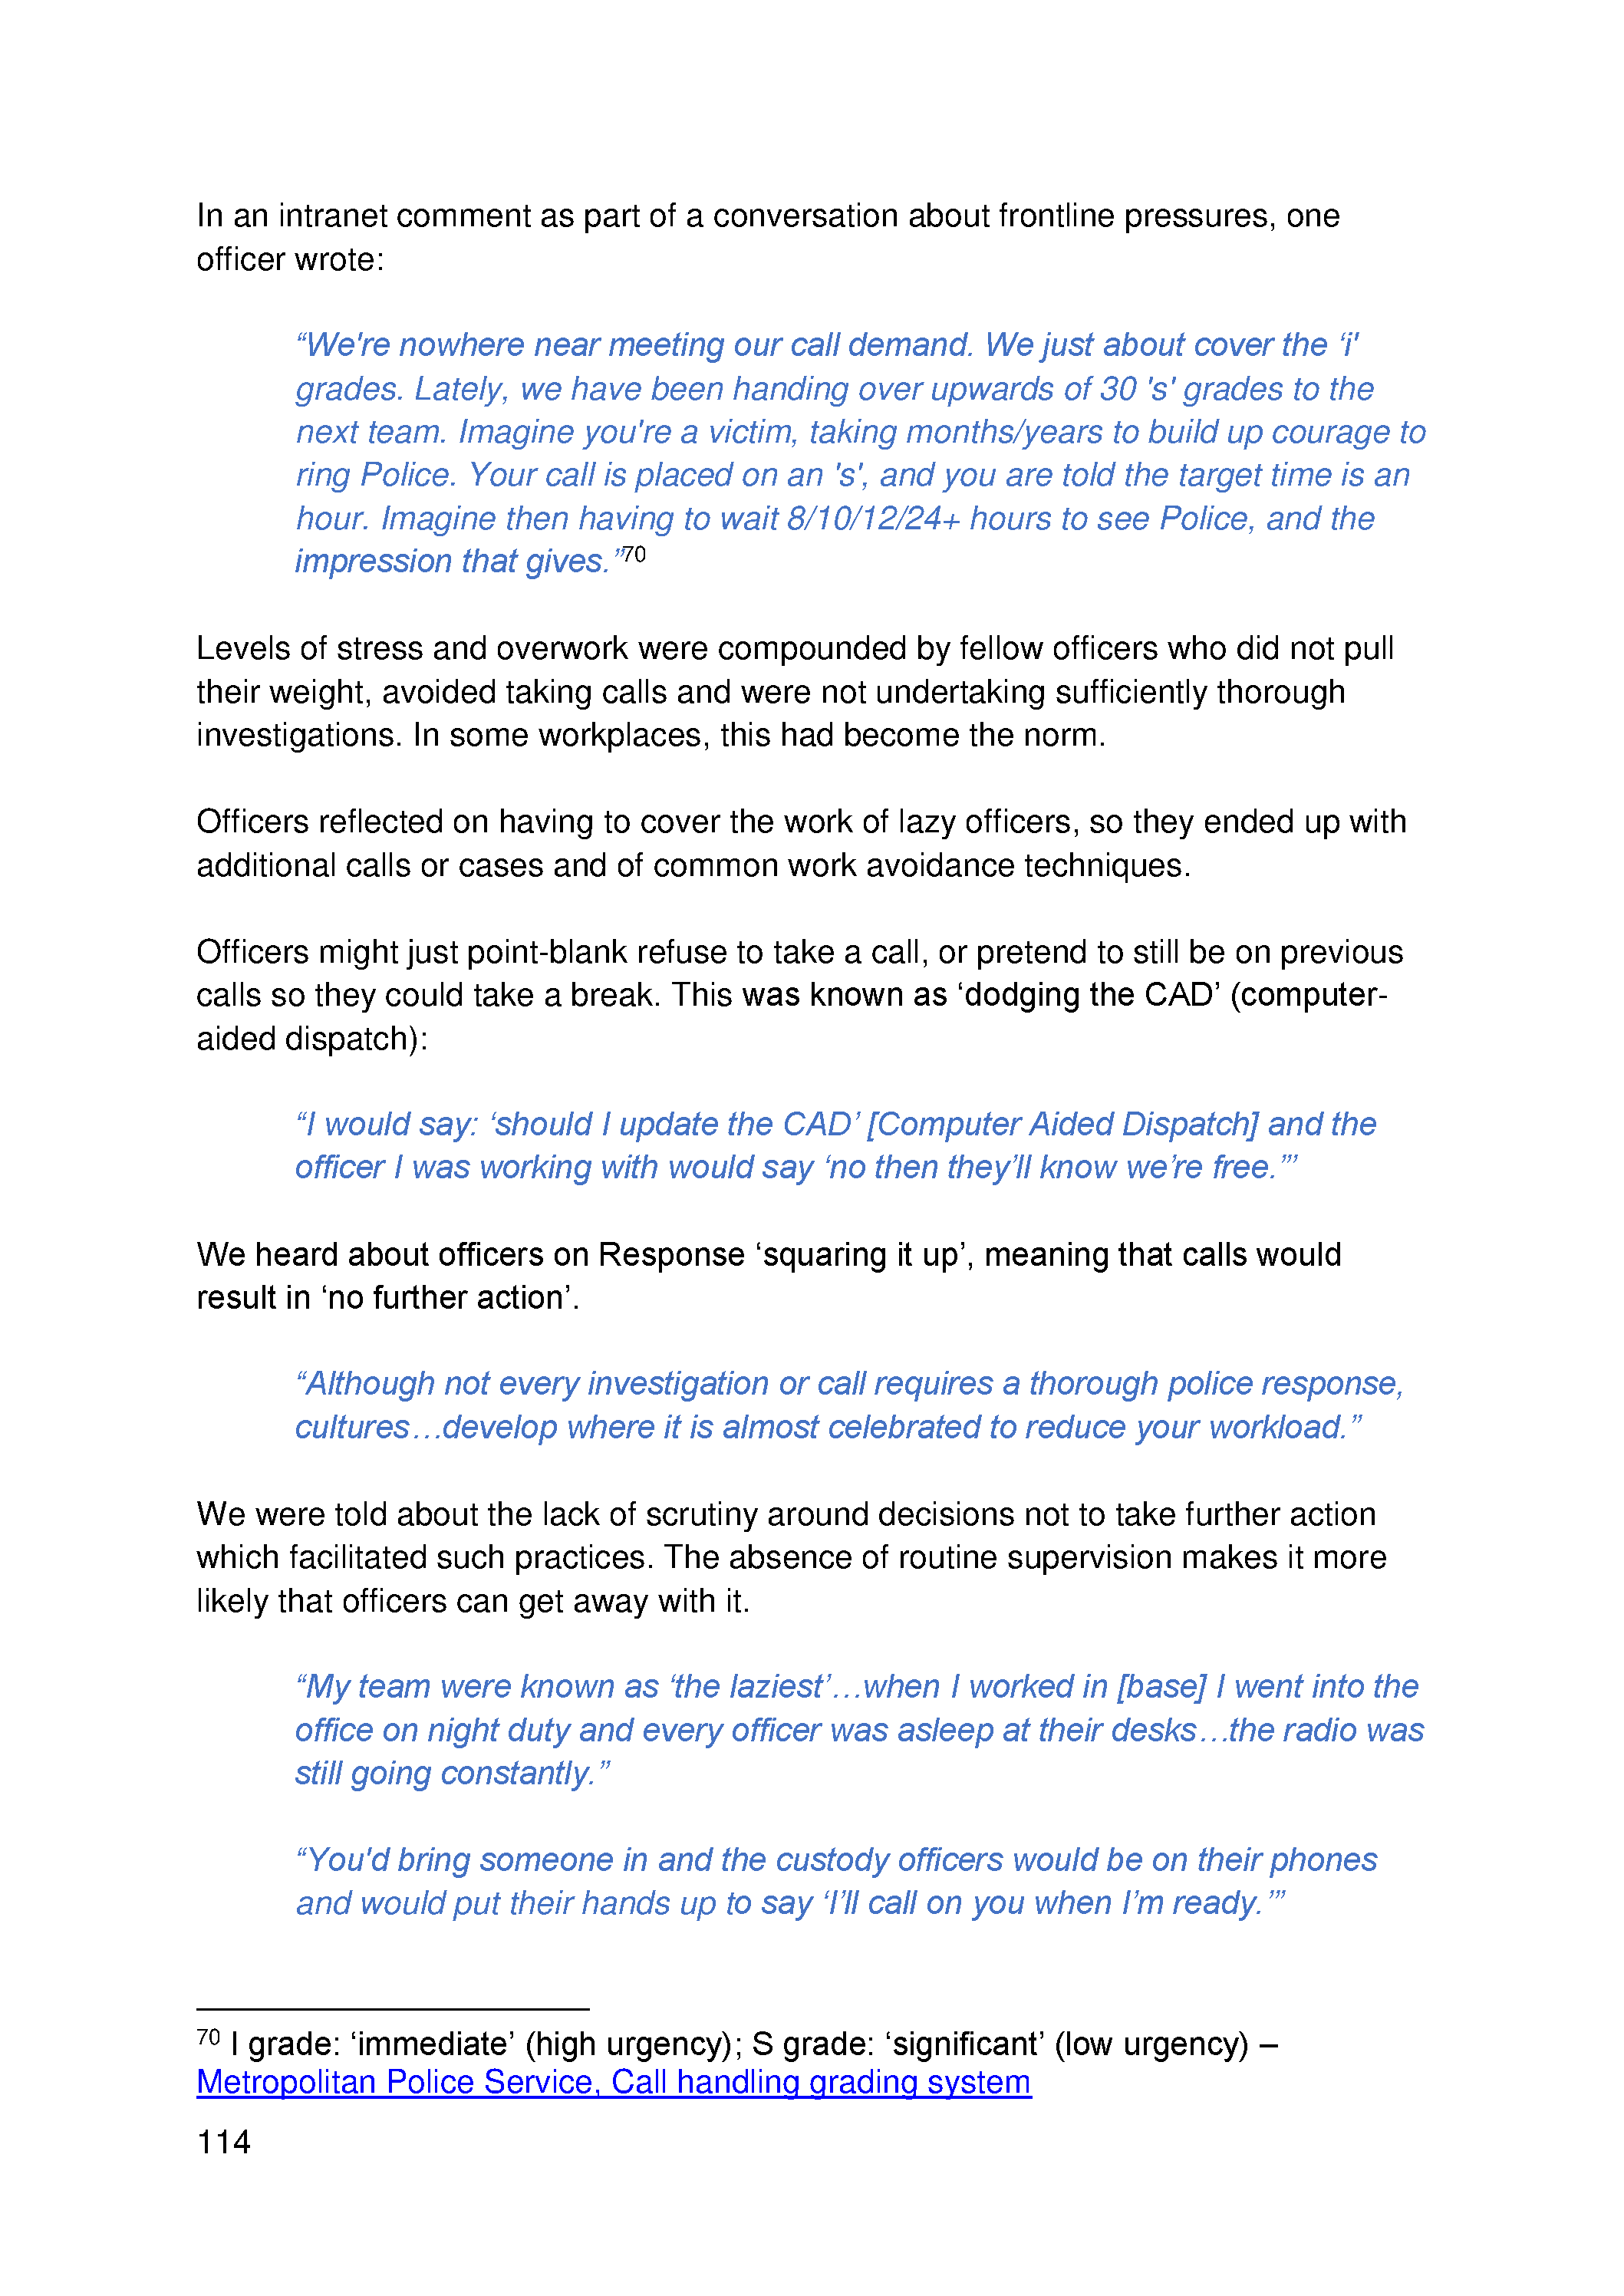 In an intranet comment as part of a conversation about frontline pressures, one
officer wrote:
“We're nowhere near meeting our call demand. We just about cover the ‘i'
grades. Lately, we have been handing over upwards of 30 's' grades to the
next team. Imagine you're a victim, taking months/years to build up courage to
ring Police. Your call is placed on an 's', and you are told the target time is an
hour. Imagine then having to wait 8/10/12/24+ hours to see Police, and the
impression that gives.”70
Levels of stress and overwork were compounded by fellow officers who did not pull
their weight, avoided taking calls and were not undertaking sufficiently thorough
investigations. In some workplaces, this had become the norm.
Officers reflected on having to cover the work of lazy officers, so they ended up with
additional calls or cases and of common work avoidance techniques.
Officers might just point-blank refuse to take a call, or pretend to still be on previous
calls so they could take a break. This was known as ‘dodging the CAD’ (computer-
aided dispatch):
“I would say: ‘should I update the CAD’ [Computer Aided Dispatch] and the
officer I was working with would say ‘no then they’ll know we’re free.’”
We heard about officers on Response ‘squaring it up’, meaning that calls would
result in ‘no further action’.
“Although not every investigation or call requires a thorough police response,
cultures…develop where it is almost celebrated to reduce your workload.”
We were told about the lack of scrutiny around decisions not to take further action
which facilitated such practices. The absence of routine supervision makes it more
likely that officers can get away with it.
“My team were known as ‘the laziest’…when I worked in [base] I went into the
office on night duty and every officer was asleep at their desks…the radio was
still going constantly.”
“You'd bring someone in and the custody officers would be on their phones
and would put their hands up to say ‘I’ll call on you when I’m ready.’”
70 I grade: ‘immediate’ (high urgency); S grade: ‘significant’ (low urgency) –
Metropolitan Police Service, Call handling grading system
114